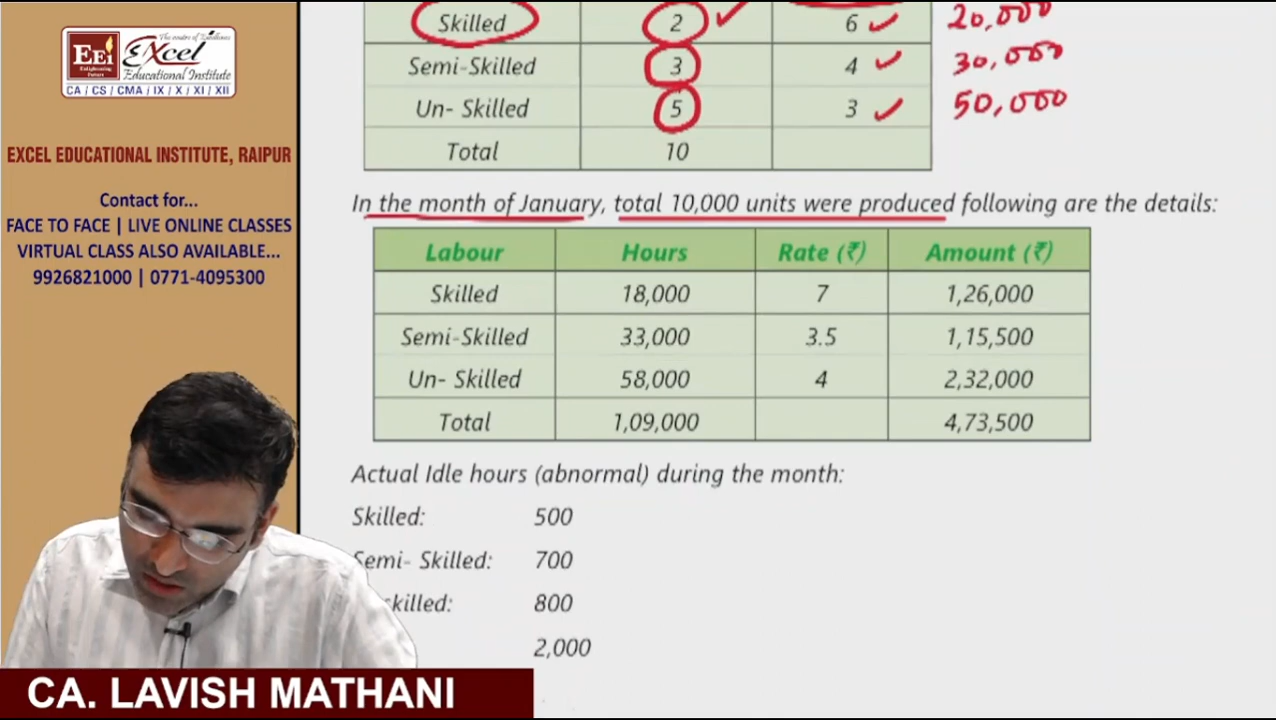 Skilled 2 6 20,000
Semi-Skilled 3 4 30,000
Un- Skilled 5 3 50,000
Total 10
The centre of Excellence
EEi Excel
Enlightening Future
Educational Institute
CA / CS / CMA / IX / X / XI / XII
EXCEL EDUCATIONAL INSTITUTE, RAIPUR
Contact for...
FACE TO FACE | LIVE ONLINE CLASSES
VIRTUAL CLASS ALSO AVAILABLE...
9926821000 | 0771-4095300
In the month of January, total 10,000 units were produced following are the details:
Labour Hours Rate (₹) Amount (₹)
Skilled 18,000 7 1,26,000
Semi-Skilled 33,000 3.5 1,15,500
Un- Skilled 58,000 4 2,32,000
Total 1,09,000 4,73,500
Actual Idle hours (abnormal) during the month:
Skilled: 500
Semi- Skilled: 700
skilled: 800
2,000
CA. LAVISH MATHANI